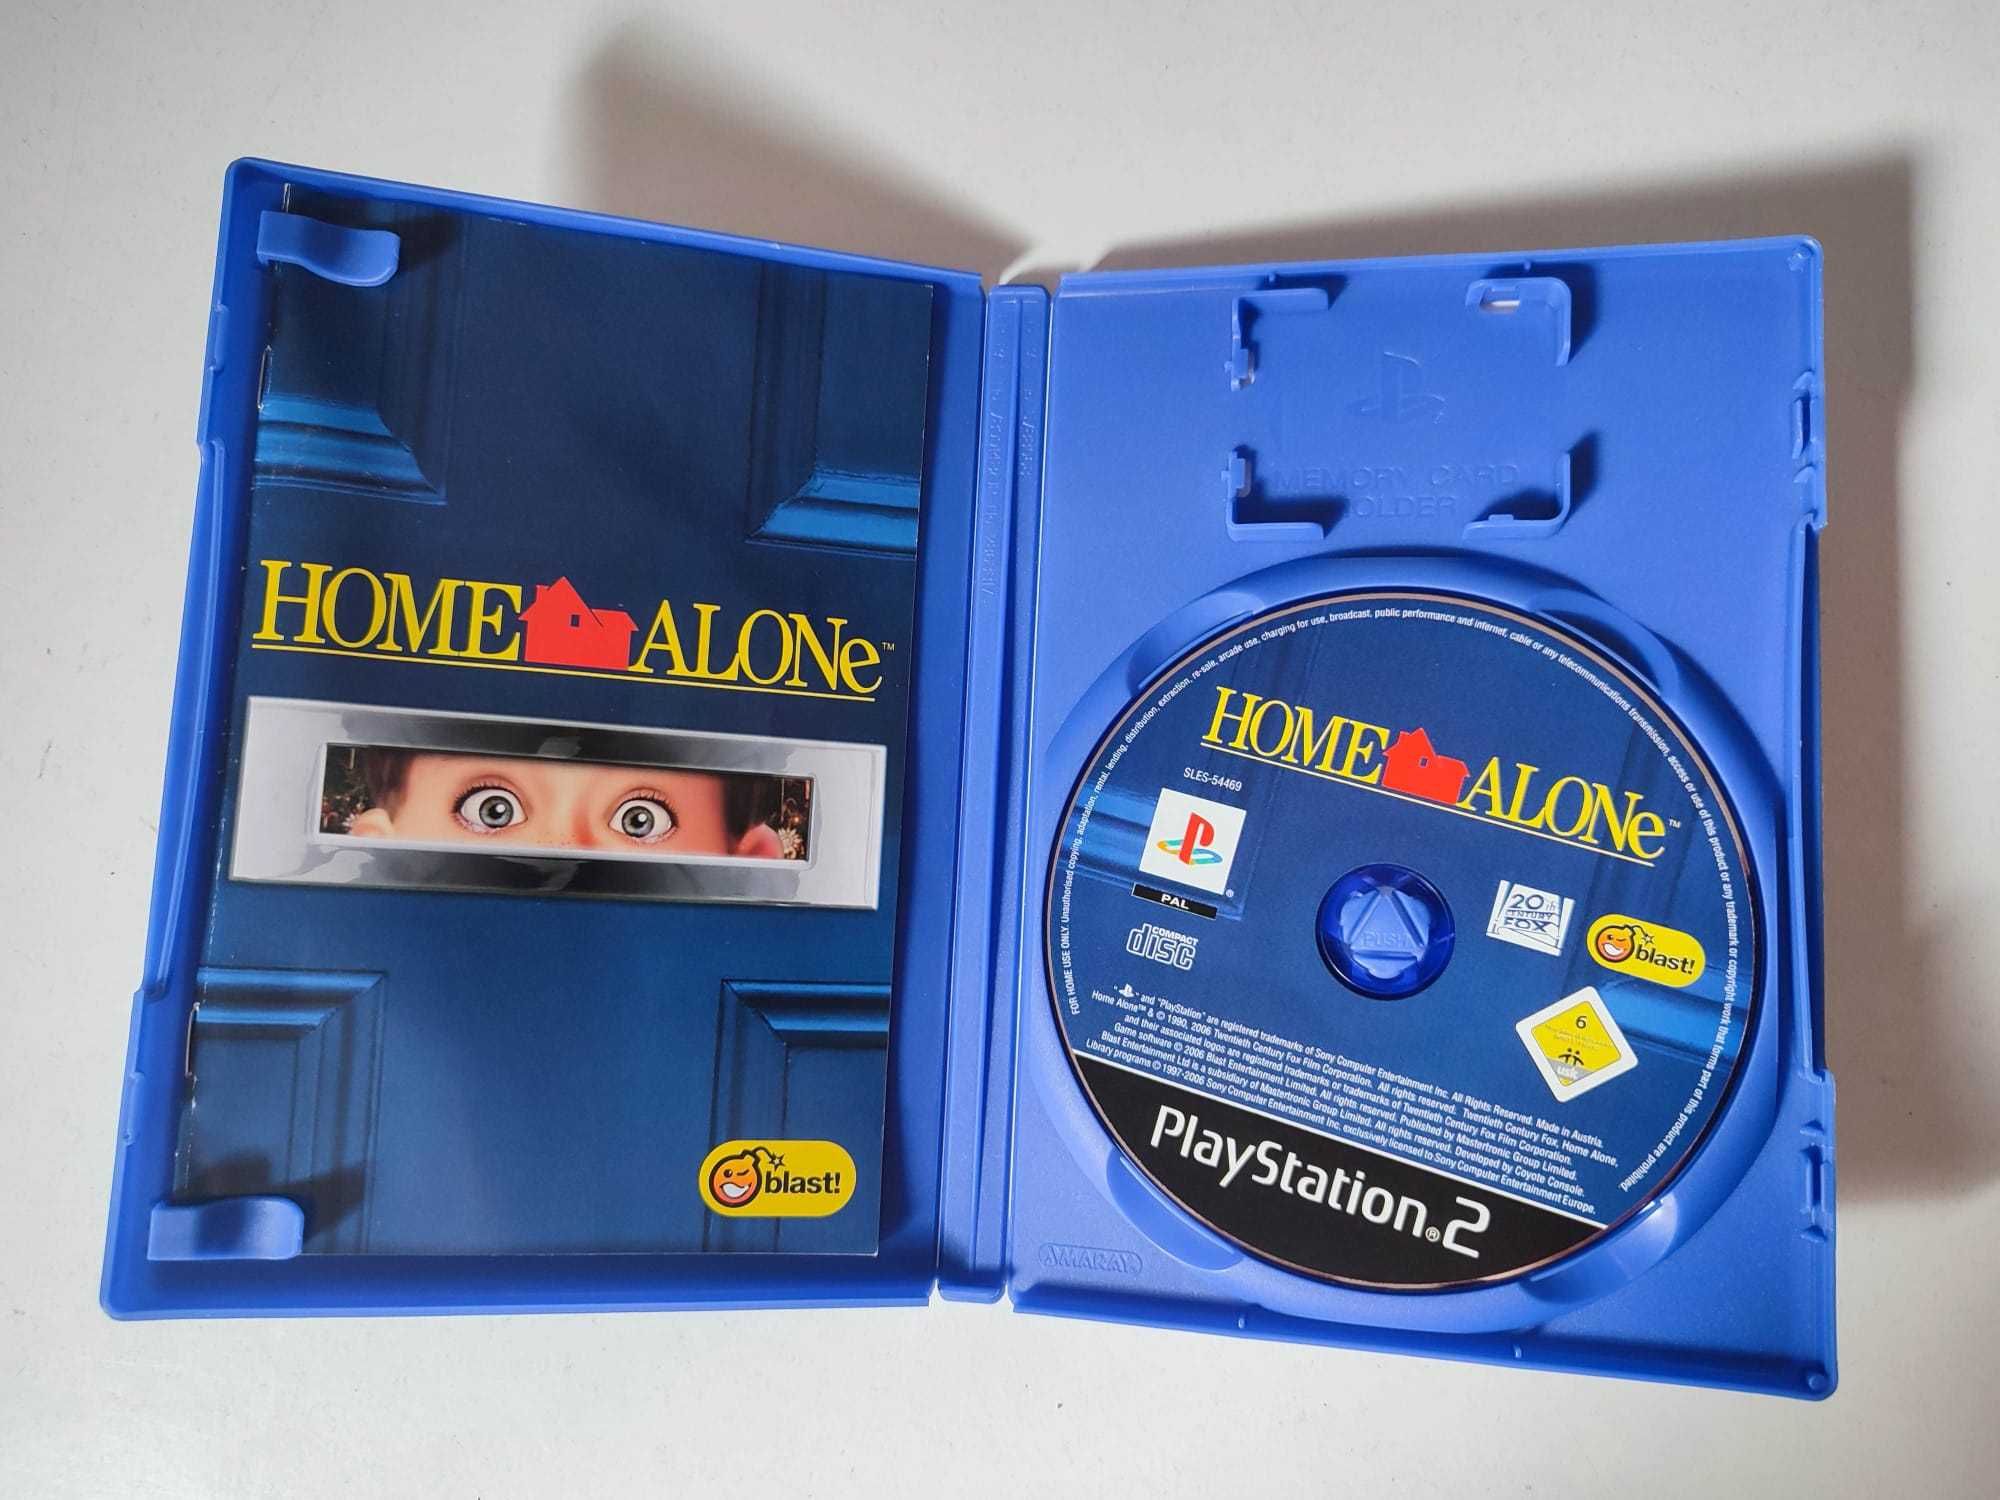 HOME ALONe™
blast!
MEMORY CARD
HOLDER
FOR HOME USE ONLY. Unauthorised copying, adaptation, rental, lending, distribution, extraction, re-sale, arcade use, charging for use, broadcast, public performance and internet, cable or any telecommunications transmission, access or use of this product or any trademark or copyright work that forms part of this product are prohibited.
HOME ALONe™
SLES-54469
®
PAL
COMPACT
disc
20th
CENTURY
FOX
blast!
PUSH
6
usk
" " and "PlayStation" are registered trademarks of Sony Computer Entertainment Inc. All Rights Reserved. Made in Austria.
Home Alone™ & © 1990, 2006 Twentieth Century Fox Film Corporation. All rights reserved. Twentieth Century Fox, Home Alone,
and their associated logos are registered trademarks or trademarks of Twentieth Century Fox Film Corporation.
Game software © 2006 Blast Entertainment Limited. All rights reserved. Published by Mastertronic Group Limited.
Blast Entertainment Ltd is a subsidiary of Mastertronic Group Limited. All rights reserved. Developed by Coyote Console.
Library programs © 1997-2006 Sony Computer Entertainment Inc. exclusively licensed to Sony Computer Entertainment Europe.
PlayStation®2
AMARAY